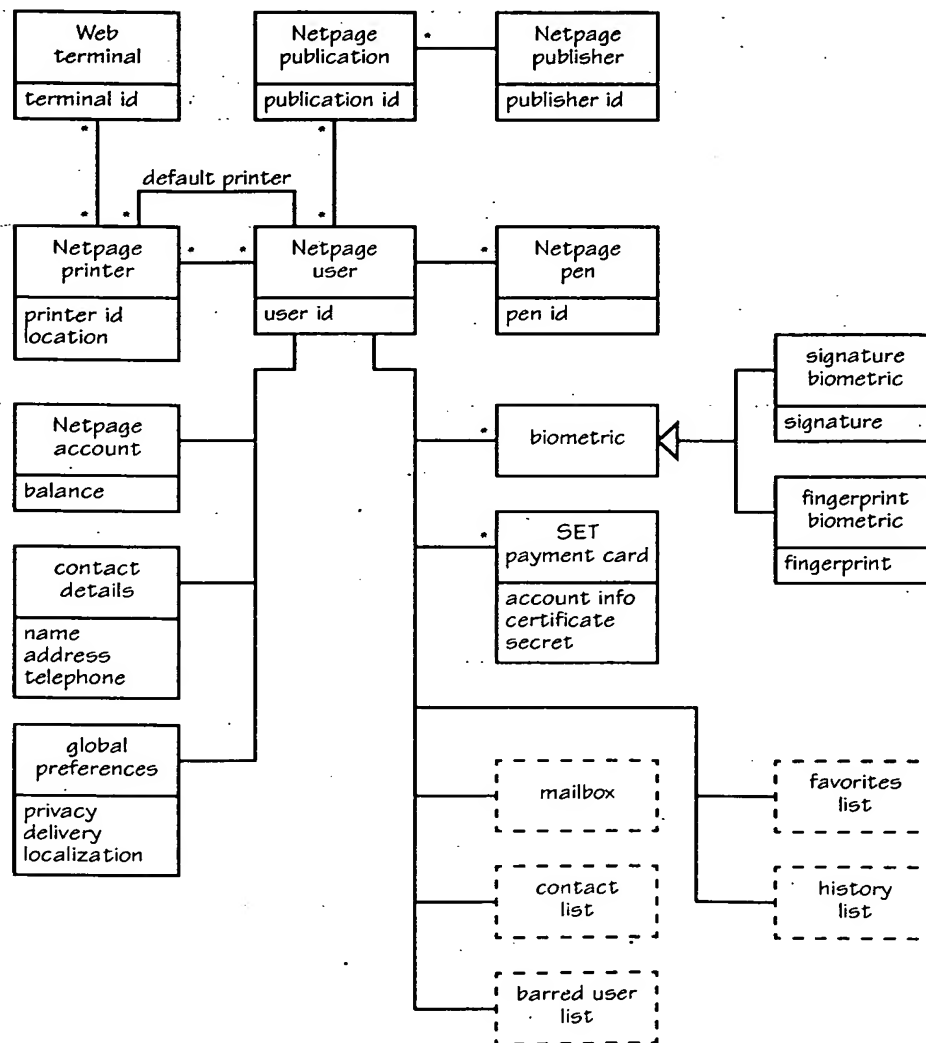 Web
terminal
terminal id
Netpage
publication
publication id
*
Netpage
publisher
publisher id
*
*
default printer
*
*
*
Netpage
printer
printer id
location
*
*
Netpage
user
user id
*
Netpage
pen
pen id
signature
biometric
signature
Netpage
account
balance
*
biometric
fingerprint
biometric
fingerprint
*
SET
payment card
account info
certificate
secret
contact
details
name
address
telephone
global
preferences
privacy
delivery
localization
mailbox
favorites
list
contact
list
history
list
barred user
list